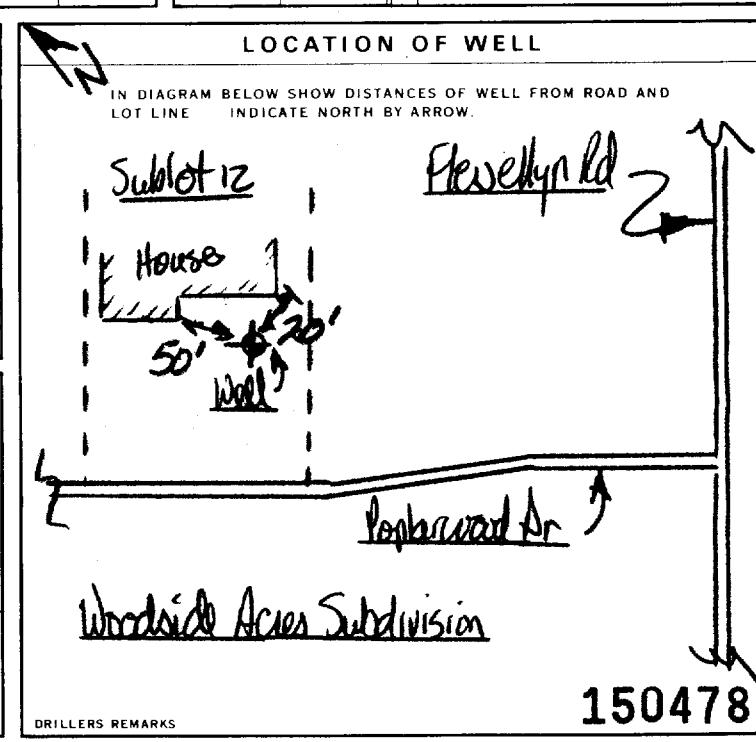 LOCATION OF WELL
N
IN DIAGRAM BELOW SHOW DISTANCES OF WELL FROM ROAD AND
LOT LINE INDICATE NORTH BY ARROW.
Sublot 12
Flewellyn Rd
House
50'
20'
Well
Poplarwood Dr
Woodside Acres Subdivision
DRILLERS REMARKS
150478